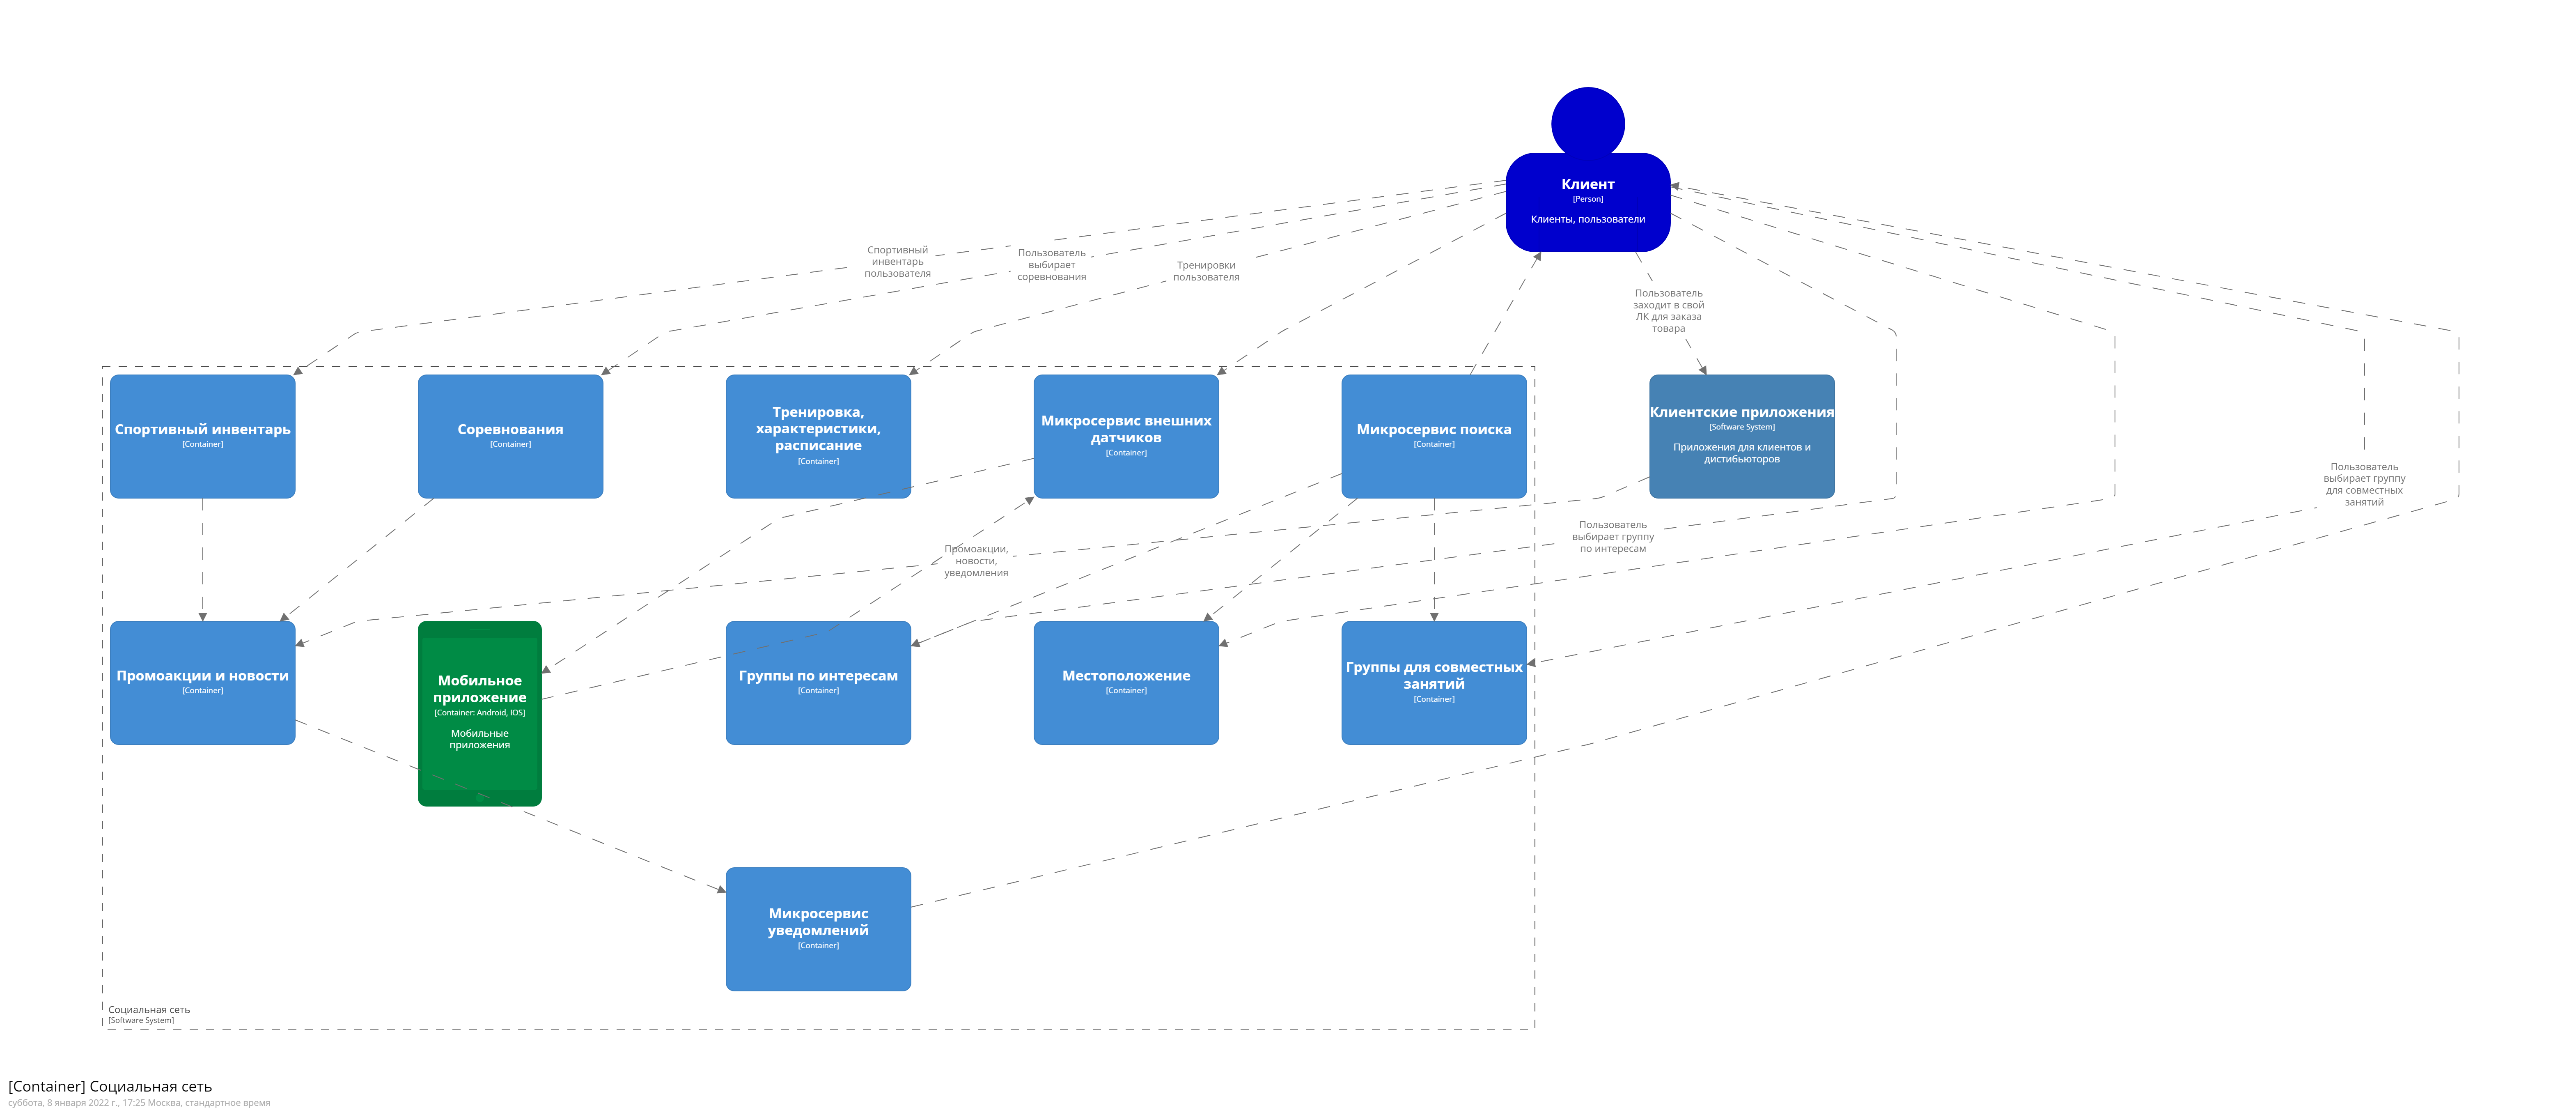 Клиент
[Person]
Клиенты, пользователи
Спортивный
инвентарь
пользователя
Пользователь
выбирает
соревнования
Тренировки
пользователя
Пользователь
заходит в свой
ЛК для заказа
товара
Спортивный инвентарь
[Container]
Соревнования
[Container]
Тренировка,
характеристики,
расписание
[Container]
Микросервис внешних
датчиков
[Container]
Микросервис поиска
[Container]
Клиентские приложения
[Software System]
Приложения для клиентов и
дистибьюторов
Пользователь
выбирает группу
для совместных
занятий
Пользователь
выбирает группу
по интересам
Промоакции,
новости,
уведомления
Промоакции и новости
[Container]
Мобильное
приложение
[Container: Android, IOS]
Мобильные
приложения
Группы по интересам
[Container]
Местоположение
[Container]
Группы для совместных
занятий
[Container]
Микросервис
уведомлений
[Container]
Социальная сеть
[Software System]
[Container] Социальная сеть
суббота, 8 января 2022 г., 17:25 Москва, стандартное время